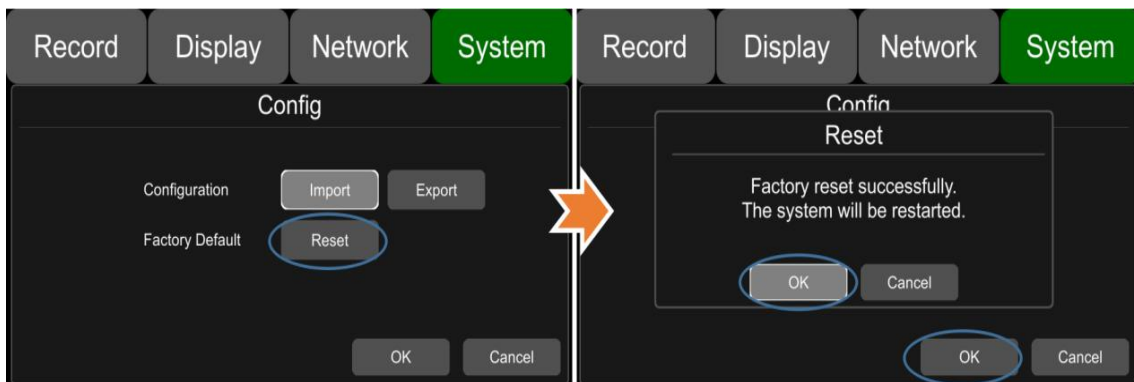 Record Display Network System
Config
Configuration Import Export
Factory Default Reset
OK Cancel
Record Display Network System
Config
Reset
Factory reset successfully.
The system will be restarted.
OK Cancel
OK Cancel